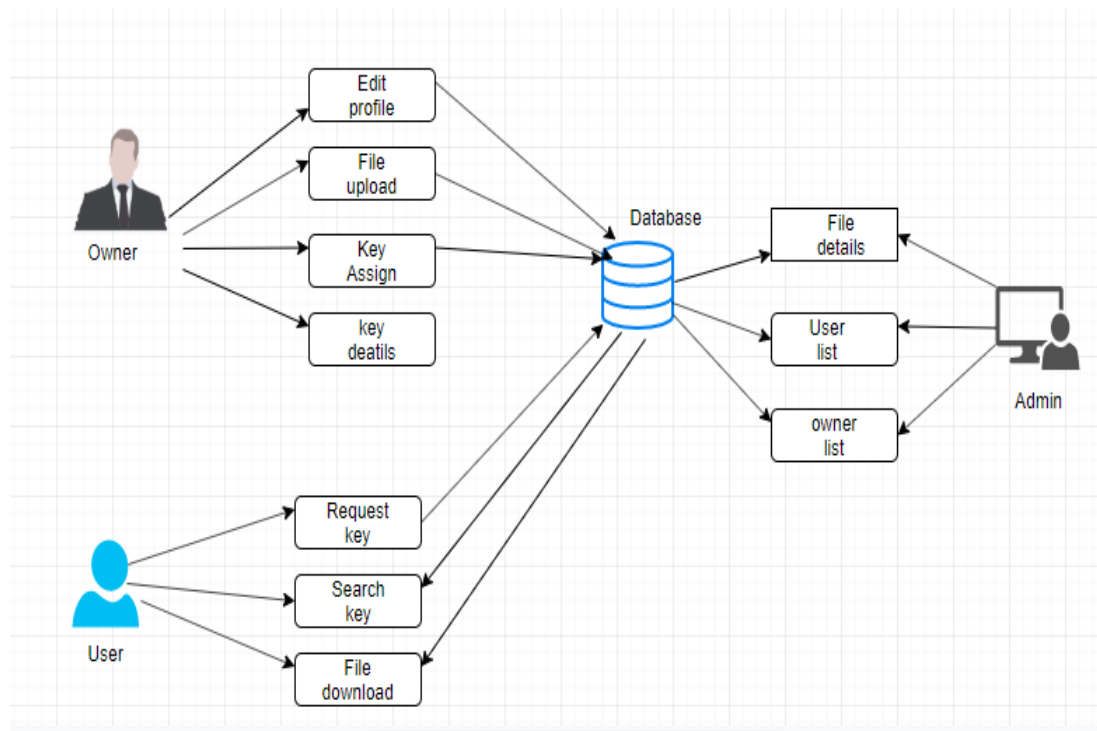 Edit
profile
File
upload
Owner
Key
Assign
key
deatils
Database
File
details
User
list
owner
list
Admin
Request
key
Search
key
File
download
User